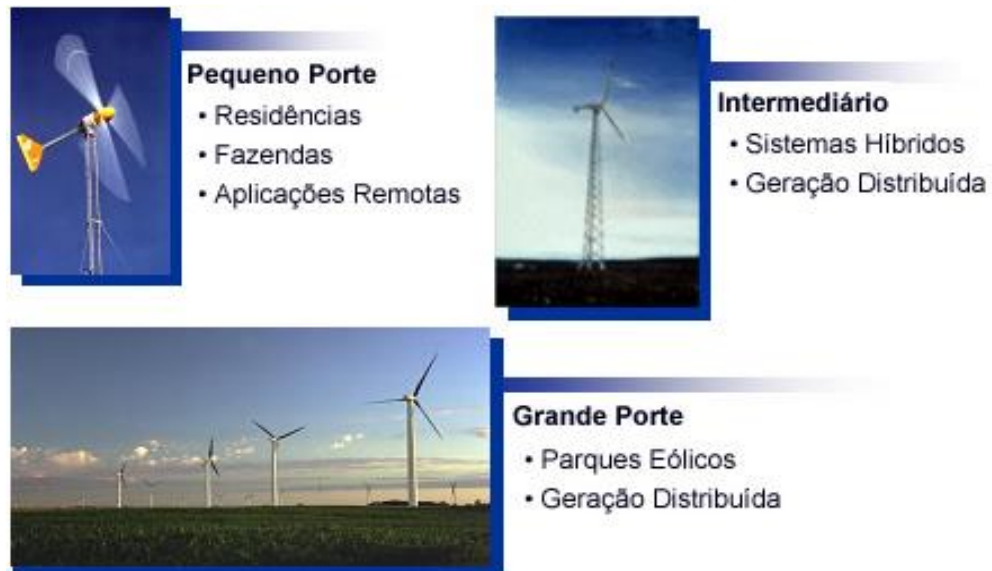 Pequeno Porte
• Residências
• Fazendas
• Aplicações Remotas
Intermediário
• Sistemas Híbridos
• Geração Distribuída
Grande Porte
• Parques Eólicos
• Geração Distribuída